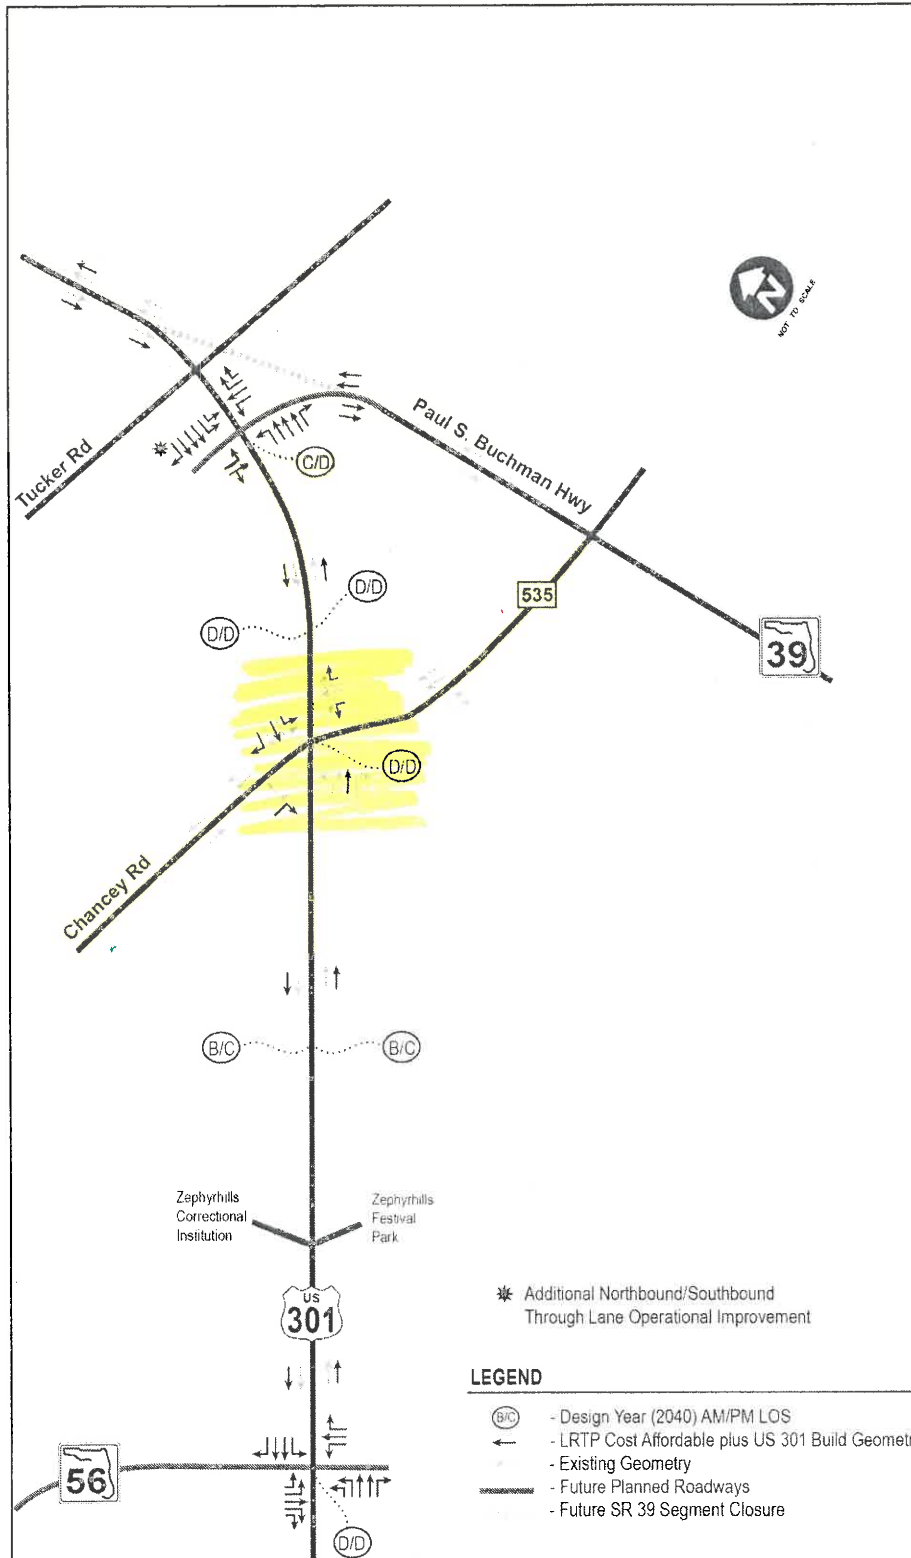 N
NOT TO SCALE
Tucker Rd
Paul S. Buchman Hwy
C/D
D/D
D/D
535
39
D/D
Chancey Rd
B/C
B/C
Zephyrhills
Correctional
Institution
Zephyrhills
Festival
Park
US
301
✵ Additional Northbound/Southbound
Through Lane Operational Improvement
LEGEND
B/C - Design Year (2040) AM/PM LOS
← - LRTP Cost Affordable plus US 301 Build Geometr
- Existing Geometry
- Future Planned Roadways
- Future SR 39 Segment Closure
56
D/D